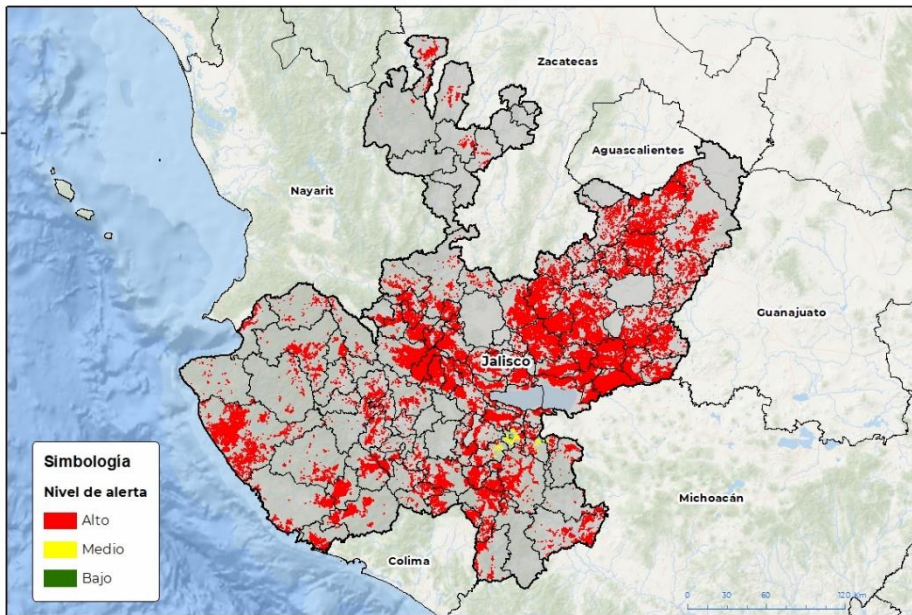 Zacatecas
Aguascalientes
Nayarit
Guanajuato
Jalisco
Michoacán
Colima
Simbología
Nivel de alerta
Alto
Medio
Bajo
0 30 60 120 Km